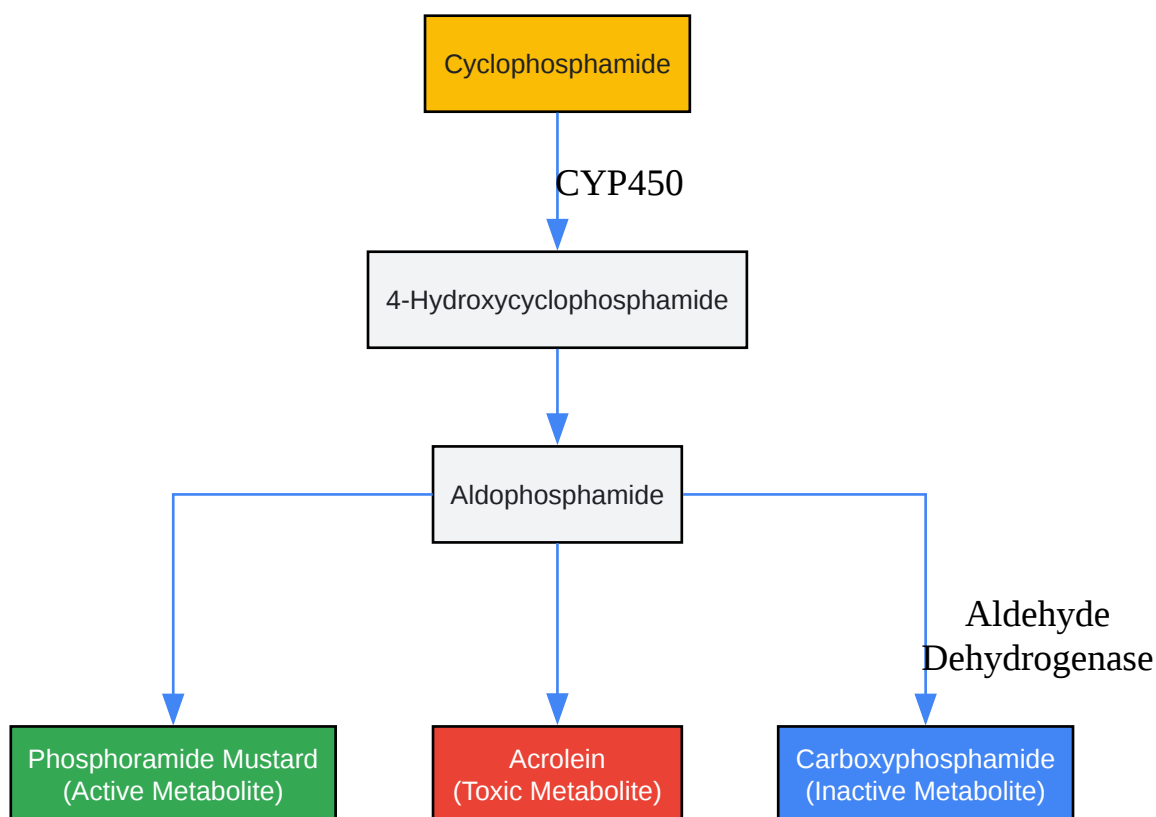 Cyclophosphamide
CYP450
4-Hydroxycyclophosphamide
Aldophosphamide
Aldehyde
Dehydrogenase
Phosphoramide Mustard
(Active Metabolite)
Acrolein
(Toxic Metabolite)
Carboxyphosphamide
(Inactive Metabolite)